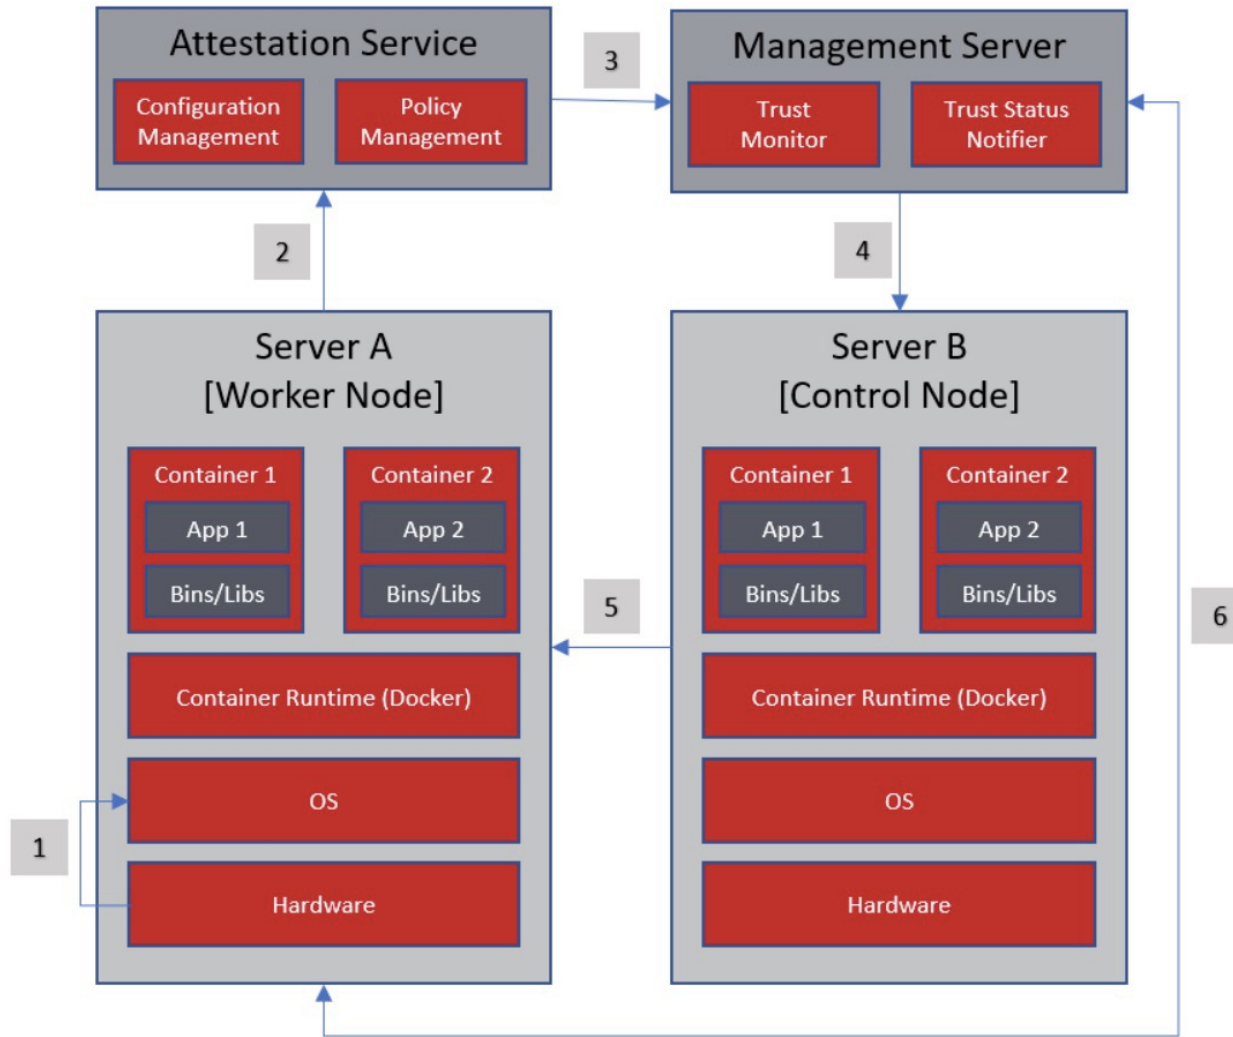 Attestation Service
Configuration
Management
Policy
Management
3
Management Server
Trust
Monitor
Trust Status
Notifier
2
4
Server A
[Worker Node]
Container 1
App 1
Bins/Libs
Container 2
App 2
Bins/Libs
Container Runtime (Docker)
OS
Hardware
1
5
Server B
[Control Node]
Container 1
App 1
Bins/Libs
Container 2
App 2
Bins/Libs
Container Runtime (Docker)
OS
Hardware
6